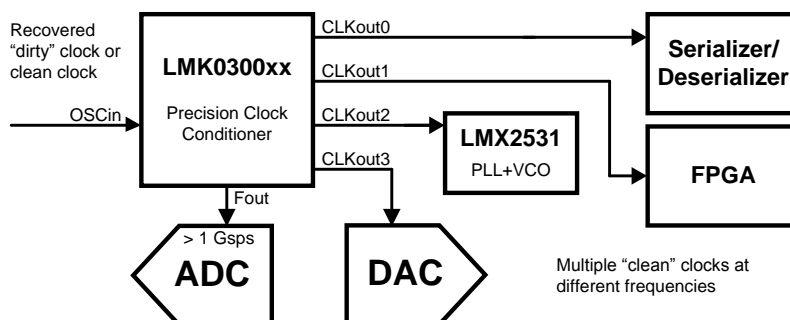 Recovered
“dirty” clock or
clean clock
OSCin
LMK0300xx
Precision Clock
Conditioner
CLKout0
CLKout1
CLKout2
CLKout3
Fout
Serializer/
Deserializer
LMX2531
PLL+VCO
FPGA
> 1 Gsps
ADC
DAC
Multiple “clean” clocks at
different frequencies